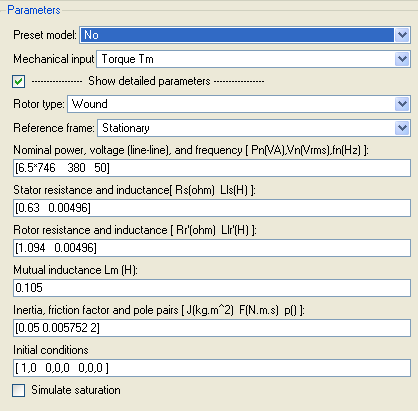 Parameters
Preset model: No
Mechanical input Torque Tm
----------------- Show detailed parameters -----------------
Rotor type: Wound
Reference frame: Stationary
Nominal power, voltage (line-line), and frequency [ Pn(VA),Vn(Vrms),fn(Hz) ]:
[6.5*746 380 50]
Stator resistance and inductance[ Rs(ohm) Lls(H) ]:
[0.63 0.00496]
Rotor resistance and inductance [ Rr'(ohm) Llr'(H) ]:
[1.094 0.00496]
Mutual inductance Lm (H):
0.105
Inertia, friction factor and pole pairs [ J(kg.m^2) F(N.m.s) p() ]:
[0.05 0.005752 2]
Initial conditions
[ 1,0 0,0,0 0,0,0 ]
Simulate saturation